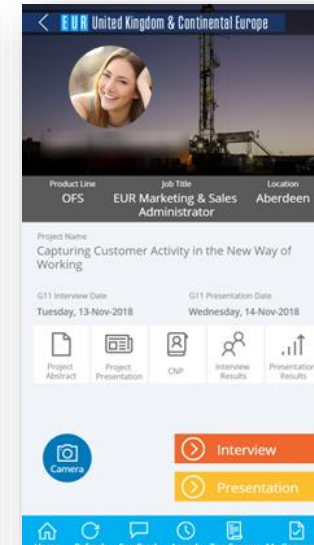 EUR United Kingdom & Continental Europe
Product Line
Job Title
Location
OFS
EUR Marketing & Sales Administrator
Aberdeen
Project Name
Capturing Customer Activity in the New Way of
Working
G11 Interview Date
G11 Presentation Date
Tuesday, 13-Nov-2018
Wednesday, 14-Nov-2018
Project Abstract
Project Presentation
CNP
Interview Results
Presentation Results
Camera
Interview
Presentation